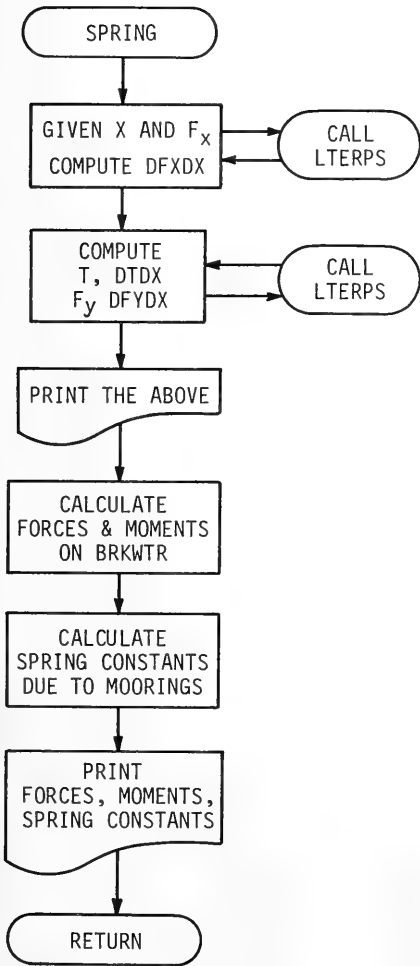 SPRING
GIVEN X AND Fx
COMPUTE DFXDX
CALL
LTERPS
COMPUTE
T, DTDX
Fy DFYDX
CALL
LTERPS
PRINT THE ABOVE
CALCULATE
FORCES & MOMENTS
ON BRKWTR
CALCULATE
SPRING CONSTANTS
DUE TO MOORINGS
PRINT
FORCES, MOMENTS,
SPRING CONSTANTS
RETURN